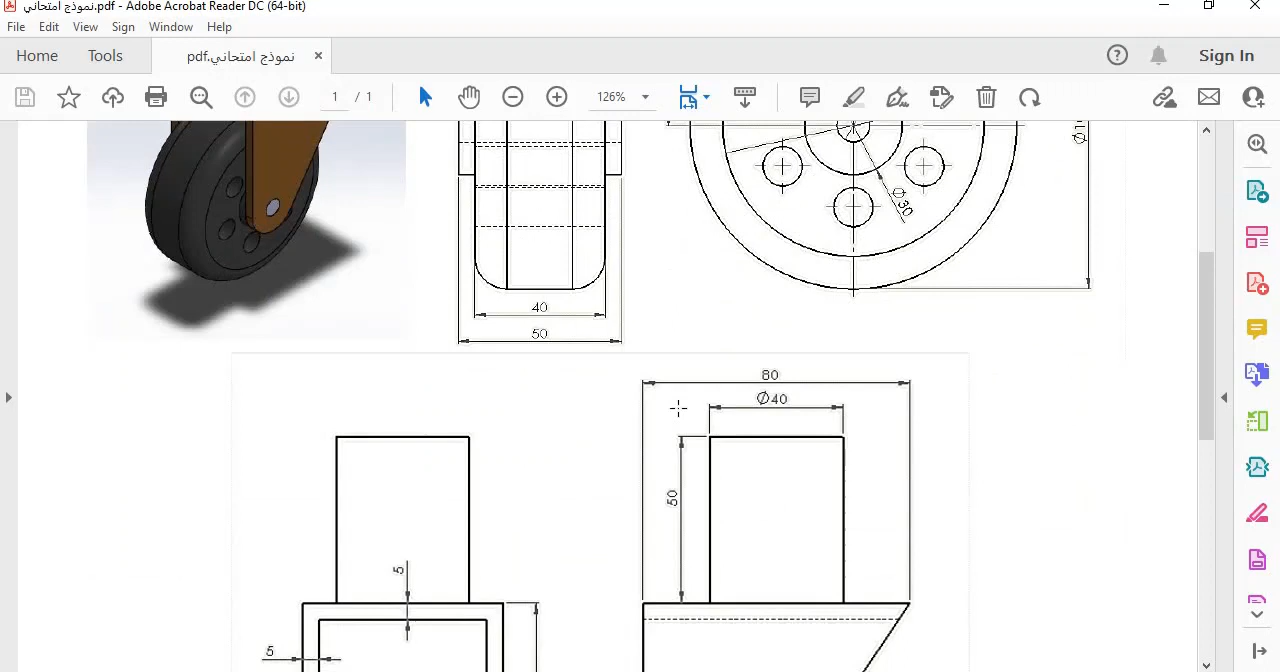 نموذج امتحاني.pdf - Adobe Acrobat Reader DC (64-bit)
File Edit View Sign Window Help
Home Tools نموذج امتحاني.pdf × Sign In
1 / 1 126%
Ø30
40
50
80
Ø40
50
5
5